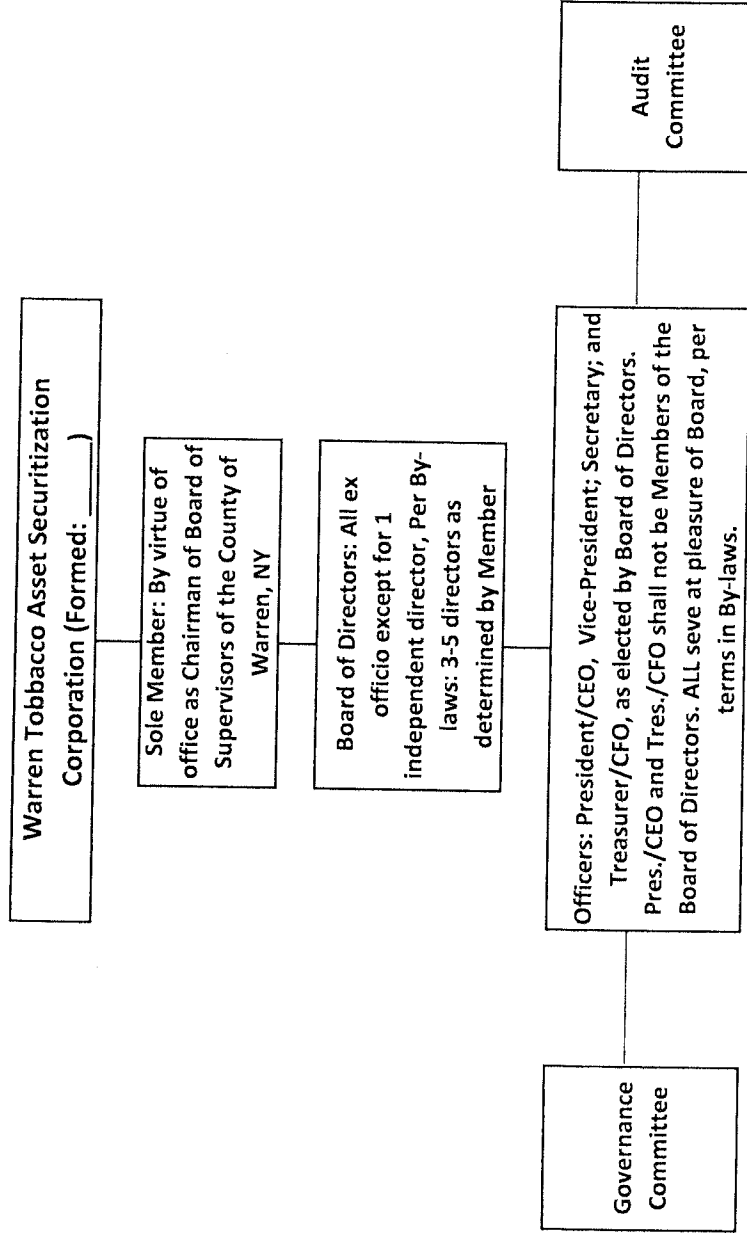 Warren Tobbacco Asset Securitization
Corporation (Formed: _____)
Sole Member: By virtue of
office as Chairman of Board of
Supervisors of the County of
Warren, NY
Board of Directors: All ex
officio except for 1
independent director, Per By-
laws: 3-5 directors as
determined by Member
Officers: President/CEO, Vice-President; Secretary; and
Treasurer/CFO, as elected by Board of Directors.
Pres./CEO and Tres./CFO shall not be Members of the
Board of Directors. ALL seve at pleasure of Board, per
terms in By-laws.
Governance
Committee
Audit
Committee